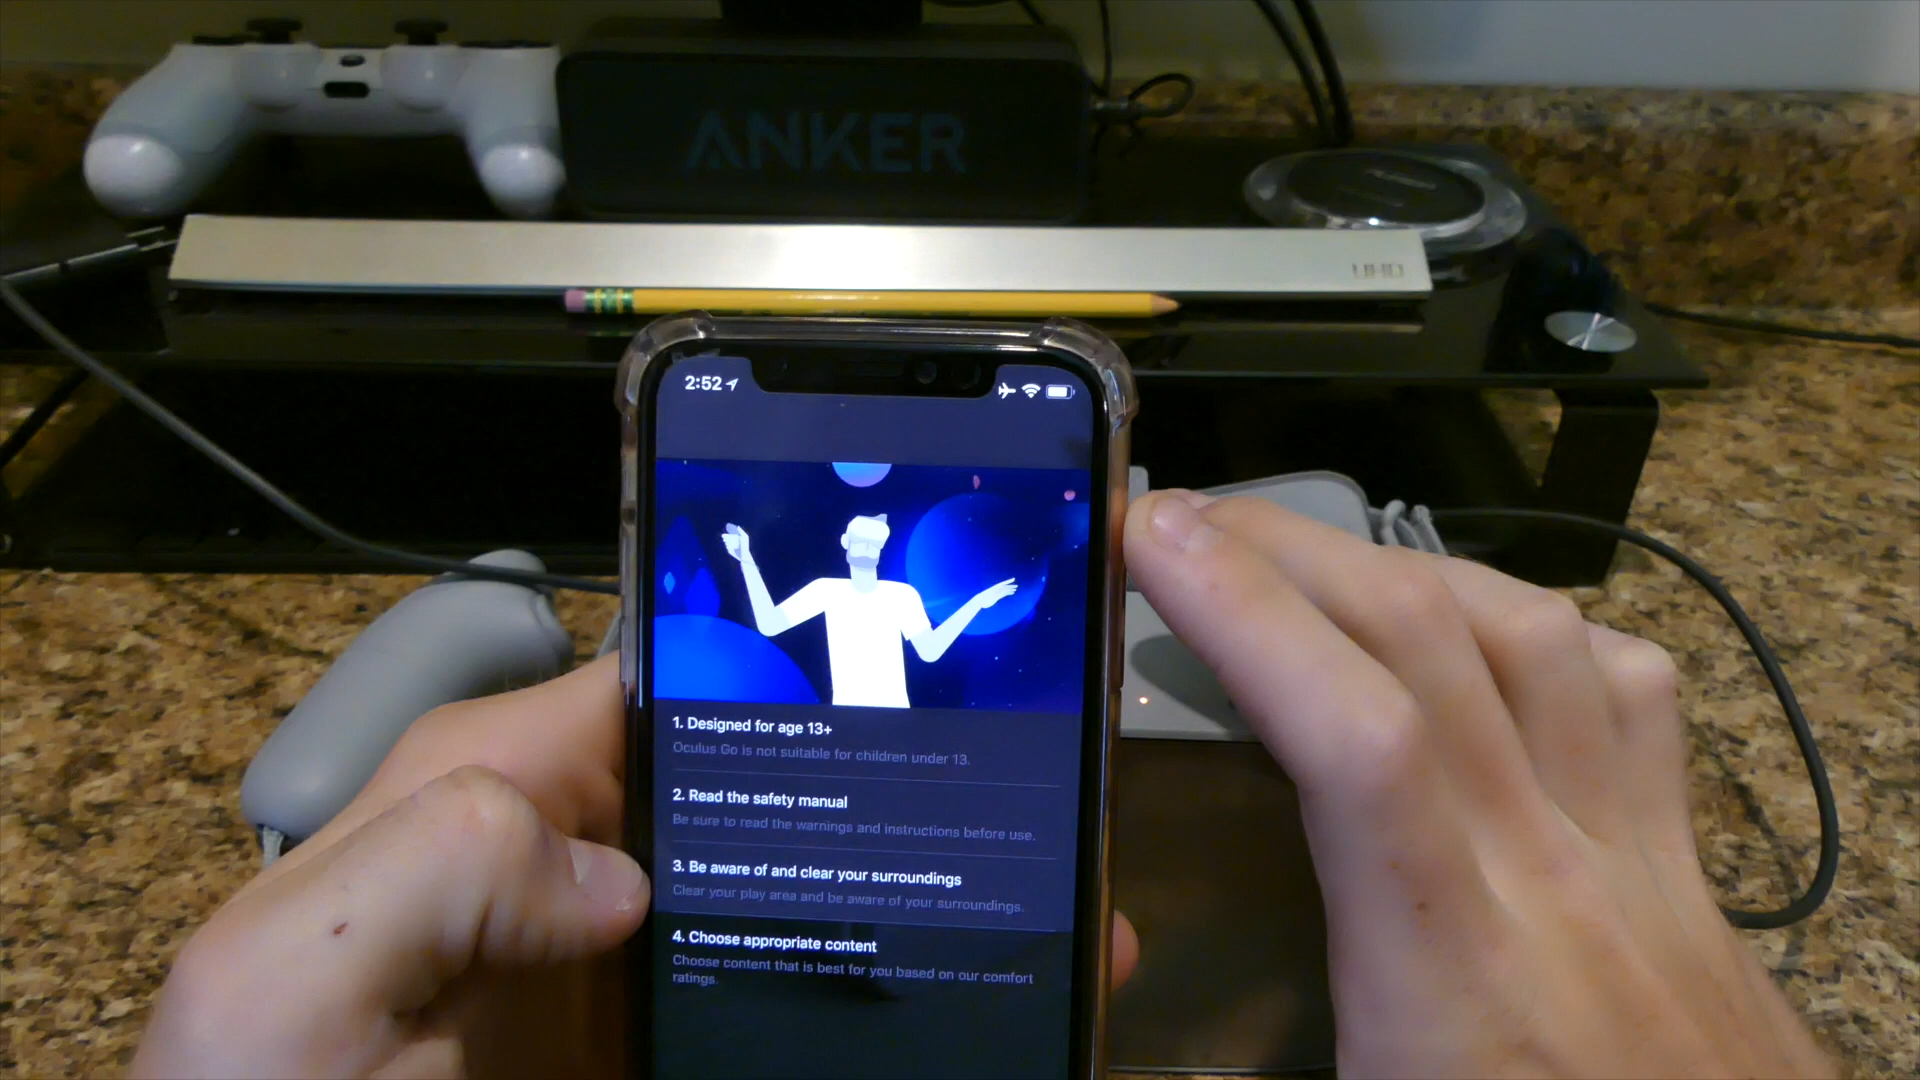 ANKER
UHD
2:52
1. Designed for age 13+
Oculus Go is not suitable for children under 13.
2. Read the safety manual
Be sure to read the warnings and instructions before use.
3. Be aware of and clear your surroundings
Clear your play area and be aware of your surroundings.
4. Choose appropriate content
Choose content that is best for you based on our comfort
ratings.